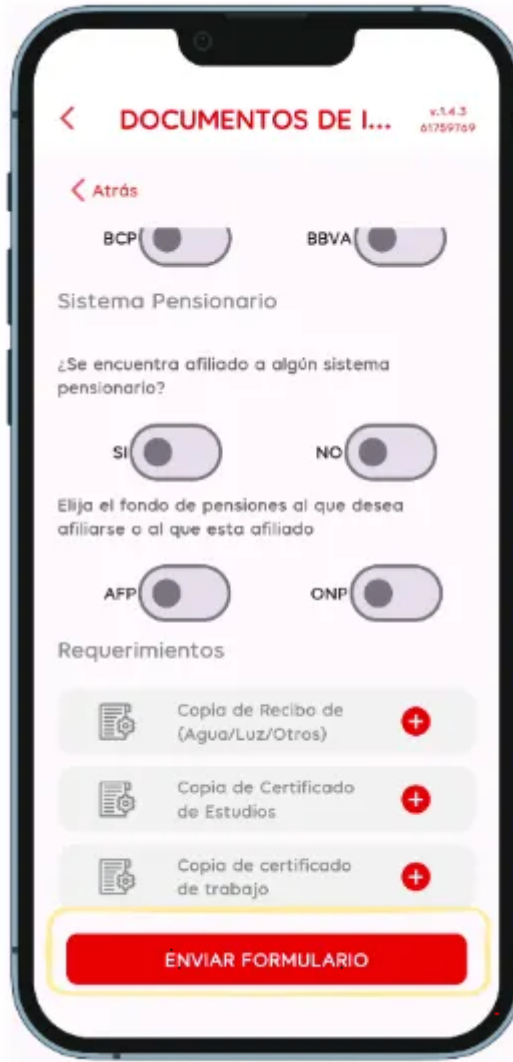 DOCUMENTOS DE I...
v.1.4.3
61759769
Atrás
BCP BBVA
Sistema Pensionario
¿Se encuentra afiliado a algún sistema
pensionario?
SI NO
Elija el fondo de pensiones al que desea
afiliarse o al que esta afiliado
AFP ONP
Requerimientos
Copia de Recibo de
(Agua/Luz/Otros)
Copia de Certificado
de Estudios
Copia de certificado
de trabajo
ENVIAR FORMULARIO